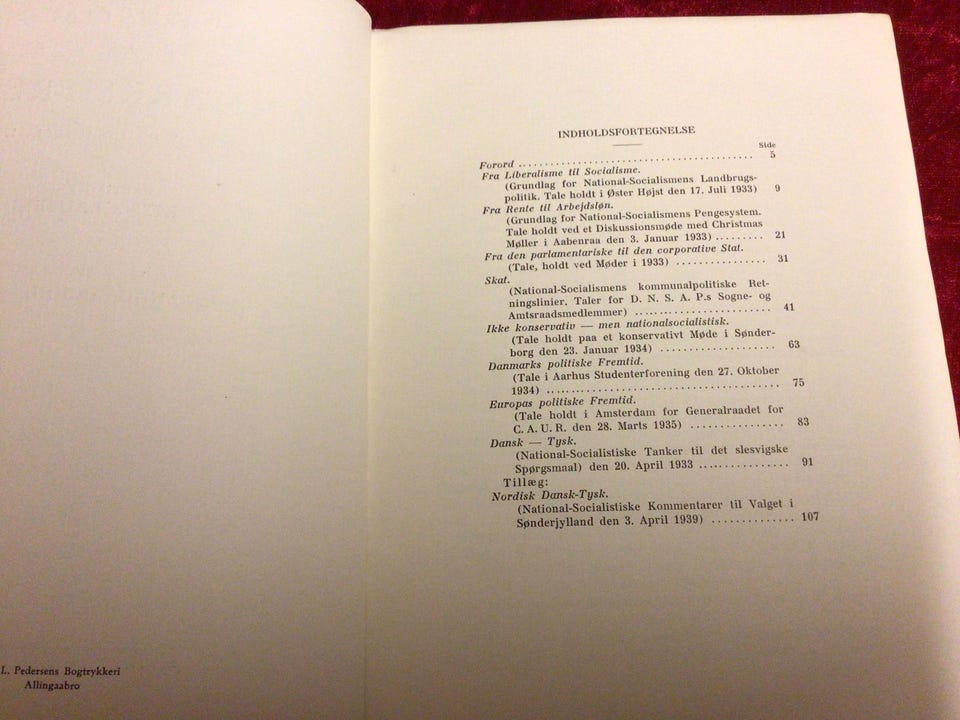 L. Pedersens Bogtrykkeri
Allingaabro
INDHOLDSFORTEGNELSE
Side
Forord ............................................ 5
Fra Liberalisme til Socialisme.
(Grundlag for National-Socialismens Landbrugs-
politik. Tale holdt i Øster Højst den 17. Juli 1933) 9
Fra Rente til Arbejdsløn.
(Grundlag for National-Socialismens Pengesystem.
Tale holdt ved et Diskussionsmøde med Christmas
Møller i Aabenraa den 3. Januar 1933) ......... 21
Fra den parlamentariske til den corporative Stat.
(Tale, holdt ved Møder i 1933) ................. 31
Skat.
(National-Socialismens kommunalpolitiske Ret-
ningslinier. Taler for D. N. S. A. P.s Sogne- og
Amtsraadsmedlemmer) .......................... 41
Ikke konservativ — men nationalsocialistisk.
(Tale holdt paa et konservativt Møde i Sønder-
borg den 23. Januar 1934) .................... 63
Danmarks politiske Fremtid.
(Tale i Aarhus Studenterforening den 27. Oktober
1934) .......................................... 75
Europas politiske Fremtid.
(Tale holdt i Amsterdam for Generalraadet for
C. A. U. R. den 28. Marts 1935) ................ 83
Dansk — Tysk.
(National-Socialistiske Tanker til det slesvigske
Spørgsmaal) den 20. April 1933 ............... 91
Tillæg:
Nordisk Dansk-Tysk.
(National-Socialistiske Kommentarer til Valget i
Sønderjylland den 3. April 1939) .............. 107